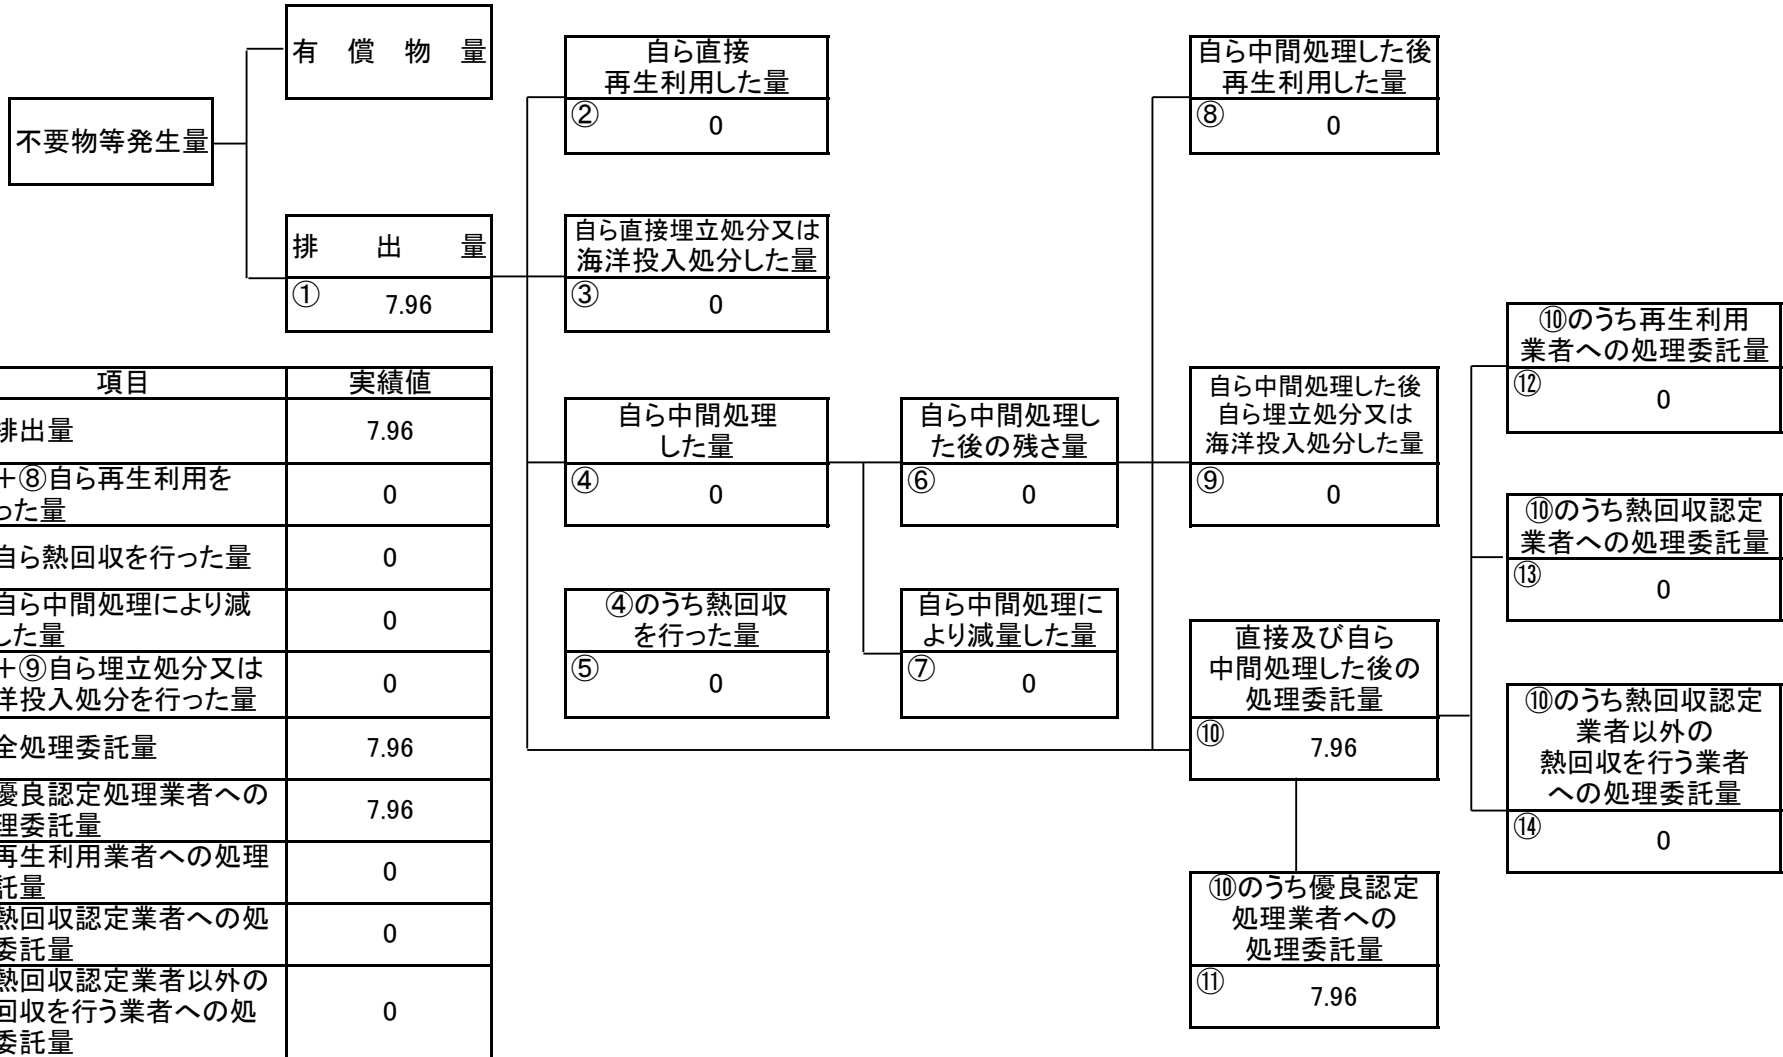 有 償 物 量
不要物等発生量
排 出 量
① 7.96
自ら直接
再生利用した量
② 0
自ら直接埋立処分又は
海洋投入処分した量
③ 0
自ら中間処理
した量
④ 0
④のうち熱回収
を行った量
⑤ 0
自ら中間処理し
た後の残さ量
⑥ 0
自ら中間処理に
より減量した量
⑦ 0
自ら中間処理した後
再生利用した量
⑧ 0
自ら中間処理した後
自ら埋立処分又は
海洋投入処分した量
⑨ 0
直接及び自ら
中間処理した後の
処理委託量
⑩ 7.96
⑩のうち優良認定
処理業者への
処理委託量
⑪ 7.96
⑩のうち再生利用
業者への処理委託量
⑫ 0
⑩のうち熱回収認定
業者への処理委託量
⑬ 0
⑩のうち熱回収認定
業者以外の
熱回収を行う業者
への処理委託量
⑭ 0
項目 実績値
排出量 7.96
+⑧自ら再生利用を
った量 0
自ら熱回収を行った量 0
自ら中間処理により減
した量 0
+⑨自ら埋立処分又は
洋投入処分を行った量 0
全処理委託量 7.96
優良認定処理業者への
理委託量 7.96
再生利用業者への処理
託量 0
熱回収認定業者への処
委託量 0
熱回収認定業者以外の
回収を行う業者への処
委託量 0